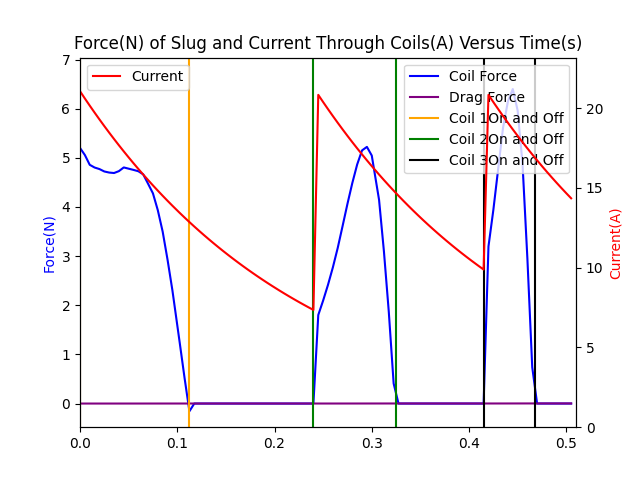 Force(N) of Slug and Current Through Coils(A) Versus Time(s)
Current
Coil Force
Drag Force
Coil 1On and Off
Coil 2On and Off
Coil 3On and Off
Force(N)
Current(A)
7
6
5
4
3
2
1
0
20
15
10
5
0
0.0
0.1
0.2
0.3
0.4
0.5